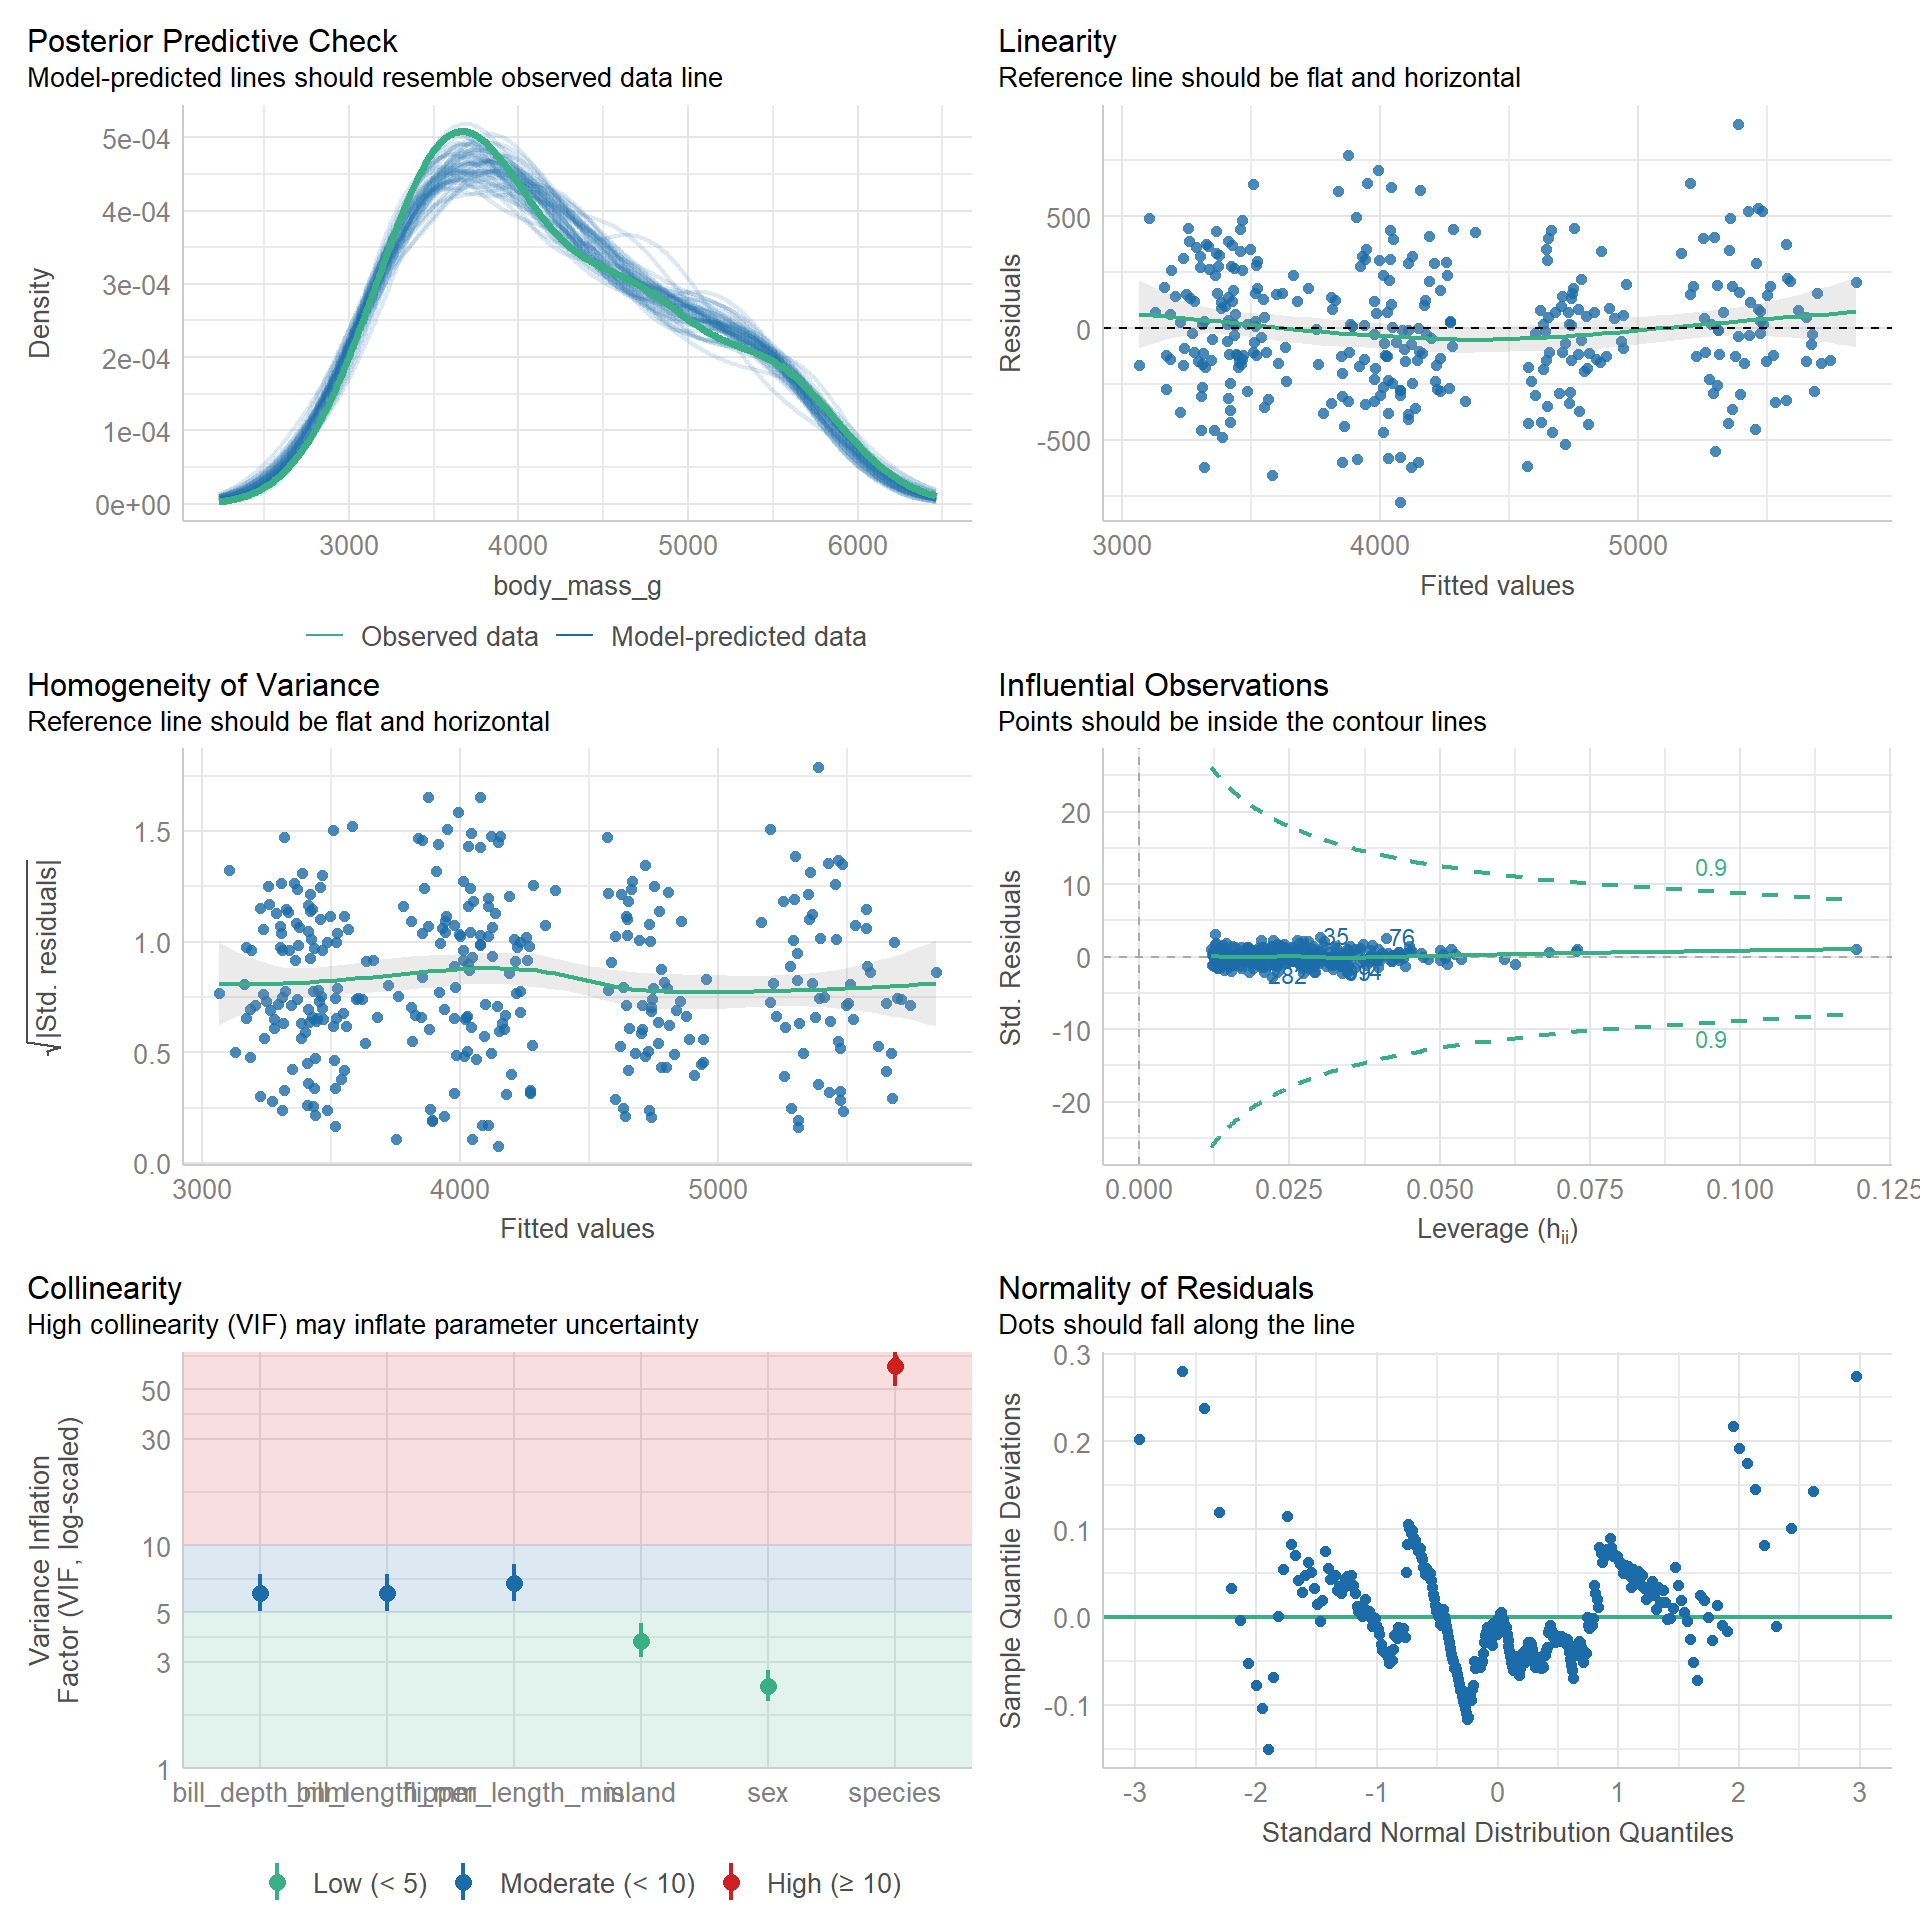 Posterior Predictive Check
Model-predicted lines should resemble observed data line
Density
5e-04
4e-04
3e-04
2e-04
1e-04
0e+00
3000 4000 5000 6000
body_mass_g
Observed data Model-predicted data
Linearity
Reference line should be flat and horizontal
Residuals
500
0
-500
3000 4000 5000
Fitted values
Homogeneity of Variance
Reference line should be flat and horizontal
√|Std. residuals|
1.5
1.0
0.5
0.0
3000 4000 5000
Fitted values
Influential Observations
Points should be inside the contour lines
Std. Residuals
20
10
0
-10
-20
0.9
35 76
282
0.9
0.000 0.025 0.050 0.075 0.100 0.125
Leverage (hii)
Collinearity
High collinearity (VIF) may inflate parameter uncertainty
Variance Inflation
Factor (VIF, log-scaled)
50
30
10
5
3
1
bill_depth_mm bill_length_mm flipper_length_mm island sex species
Low (< 5) Moderate (< 10) High (≥ 10)
Normality of Residuals
Dots should fall along the line
Sample Quantile Deviations
0.3
0.2
0.1
0.0
-0.1
-3 -2 -1 0 1 2 3
Standard Normal Distribution Quantiles